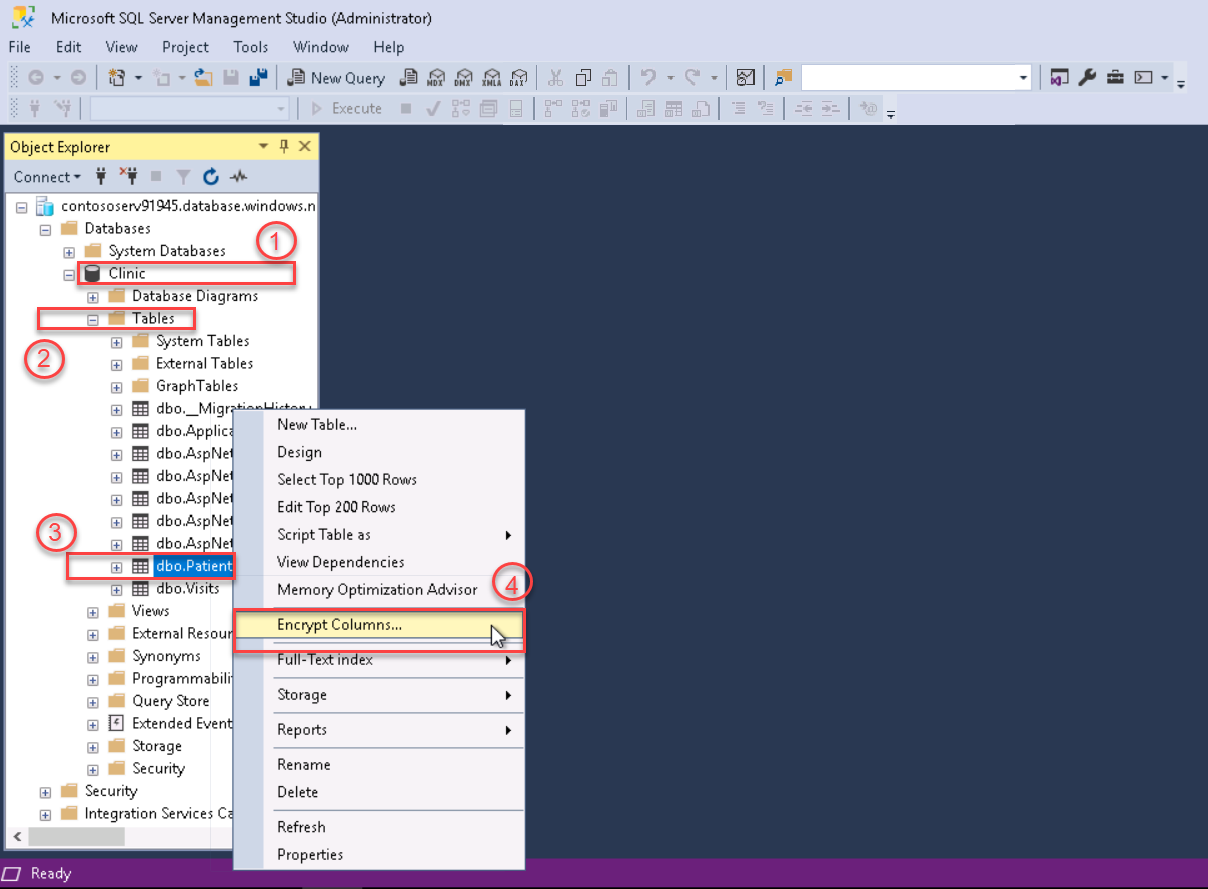 Microsoft SQL Server Management Studio (Administrator)
File Edit View Project Tools Window Help
New Query MDX DMX XMLA DAX
Execute
Object Explorer
Connect
contososerv91945.database.windows.n
Databases
1
System Databases
Clinic
Database Diagrams
Tables
2
System Tables
External Tables
GraphTables
dbo.__MigrationHistory
dbo.Applica
dbo.AspNet
dbo.AspNet
dbo.AspNet
dbo.AspNet
dbo.AspNet
3
dbo.Patient
dbo.Visits
Views
External Resour
Synonyms
Programmabili
Query Store
Extended Event
Storage
Security
Security
Integration Services Ca
New Table...
Design
Select Top 1000 Rows
Edit Top 200 Rows
Script Table as
View Dependencies
Memory Optimization Advisor
4
Encrypt Columns...
Full-Text index
Storage
Reports
Rename
Delete
Refresh
Properties
Ready